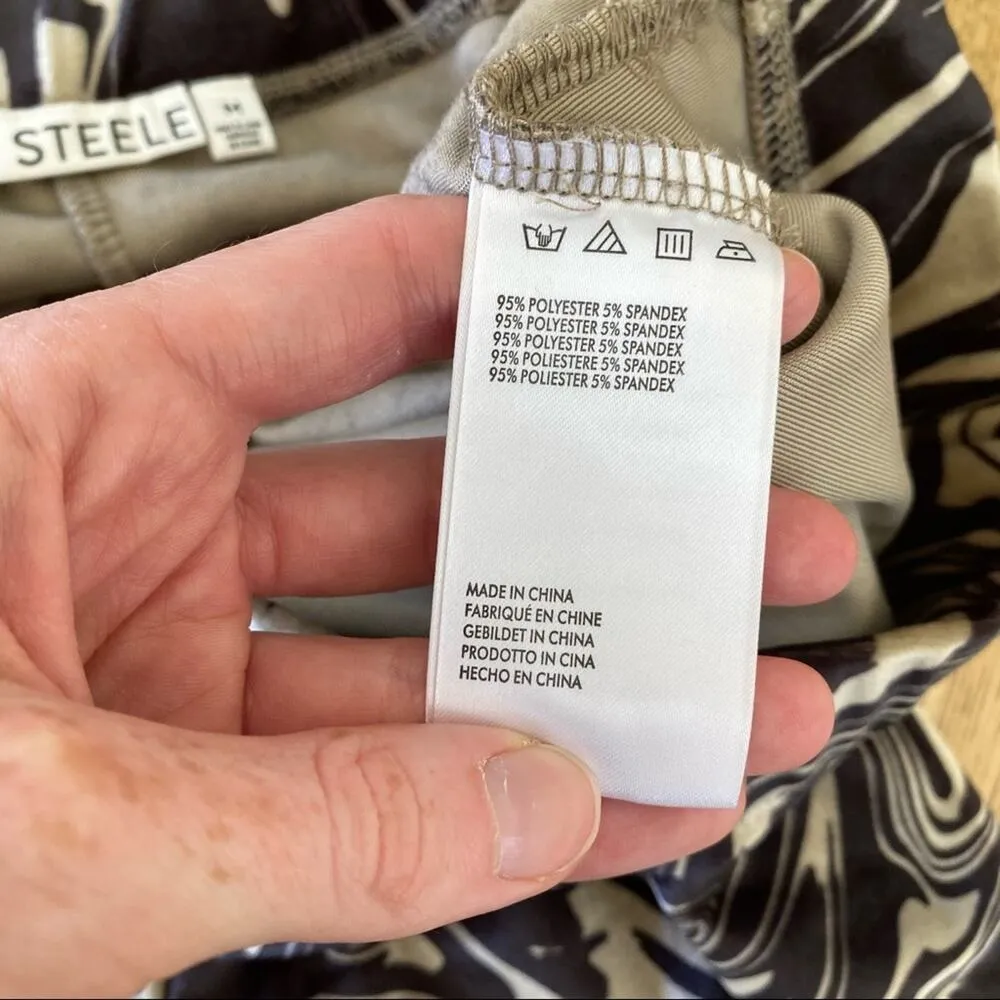 STEELE
M
95% POLYESTER 5% SPANDEX
95% POLYESTER 5% SPANDEX
95% POLYESTER 5% SPANDEX
95% POLIESTERE 5% SPANDEX
95% POLIESTER 5% SPANDEX
MADE IN CHINA
FABRIQUÉ EN CHINE
GEBILDET IN CHINA
PRODOTTO IN CINA
HECHO EN CHINA